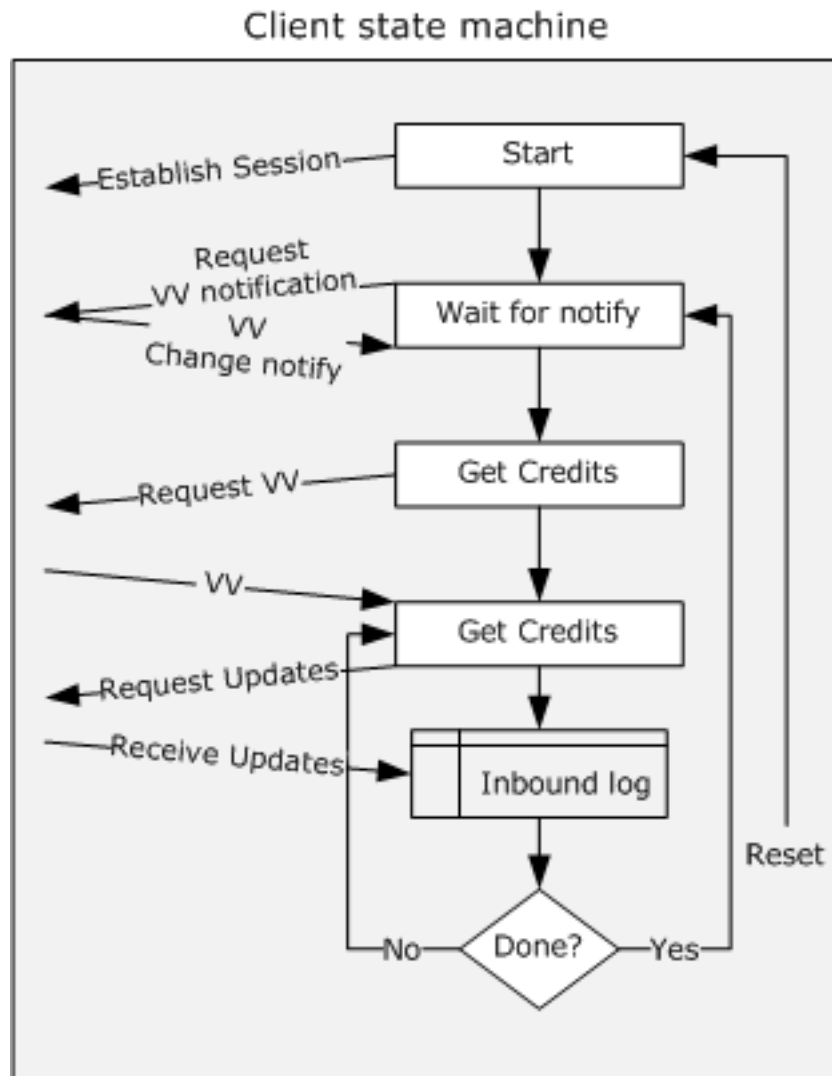 Client state machine
Start
Establish Session
Request
VV notification
Wait for notify
VV
Change notify
Get Credits
Request VV
VV
Get Credits
Request Updates
Receive Updates
Inbound log
Reset
No
Done?
Yes